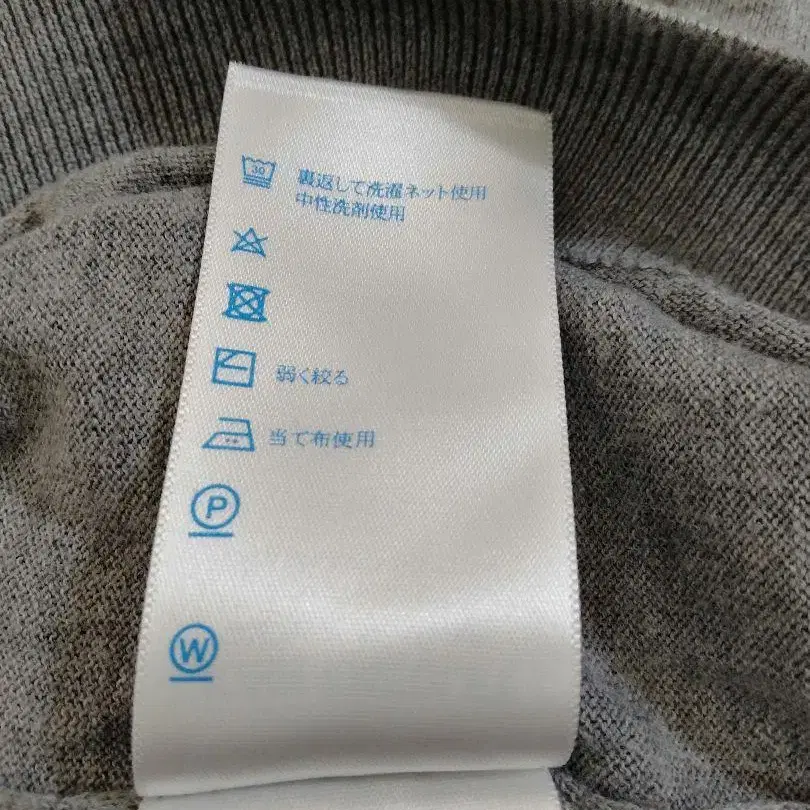 30
裏返して洗濯ネット使用
中性洗剤使用
弱く絞る
当て布使用
P
W